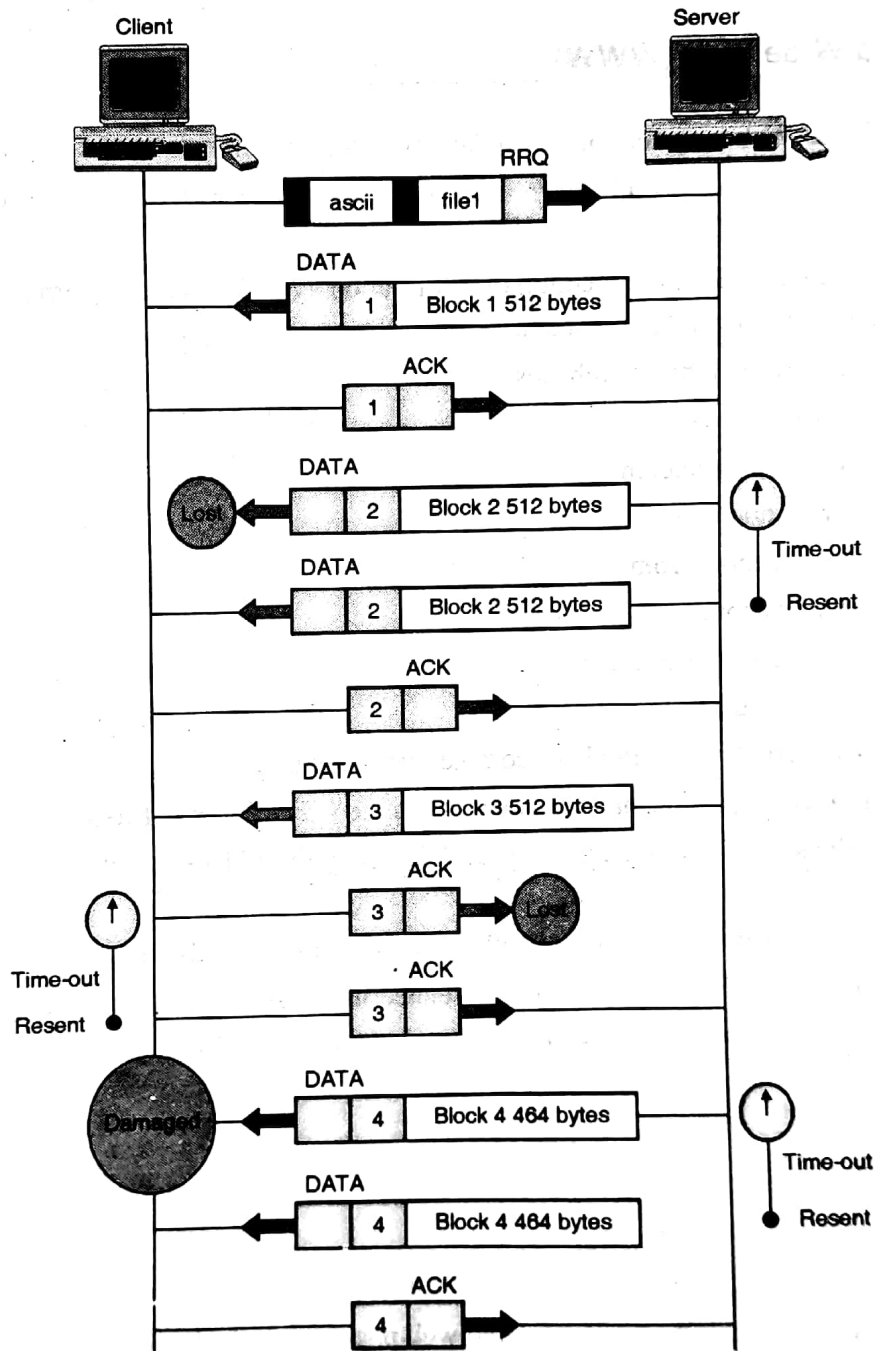 Client
Server
RRQ
ascii file1
DATA
1 Block 1 512 bytes
ACK
1
DATA
Lost 2 Block 2 512 bytes
Time-out
DATA
2 Block 2 512 bytes
Resent
ACK
2
DATA
3 Block 3 512 bytes
ACK
3 Lost
Time-out
ACK
Resent
3
DATA
Damaged 4 Block 4 464 bytes
Time-out
DATA
4 Block 4 464 bytes
Resent
ACK
4